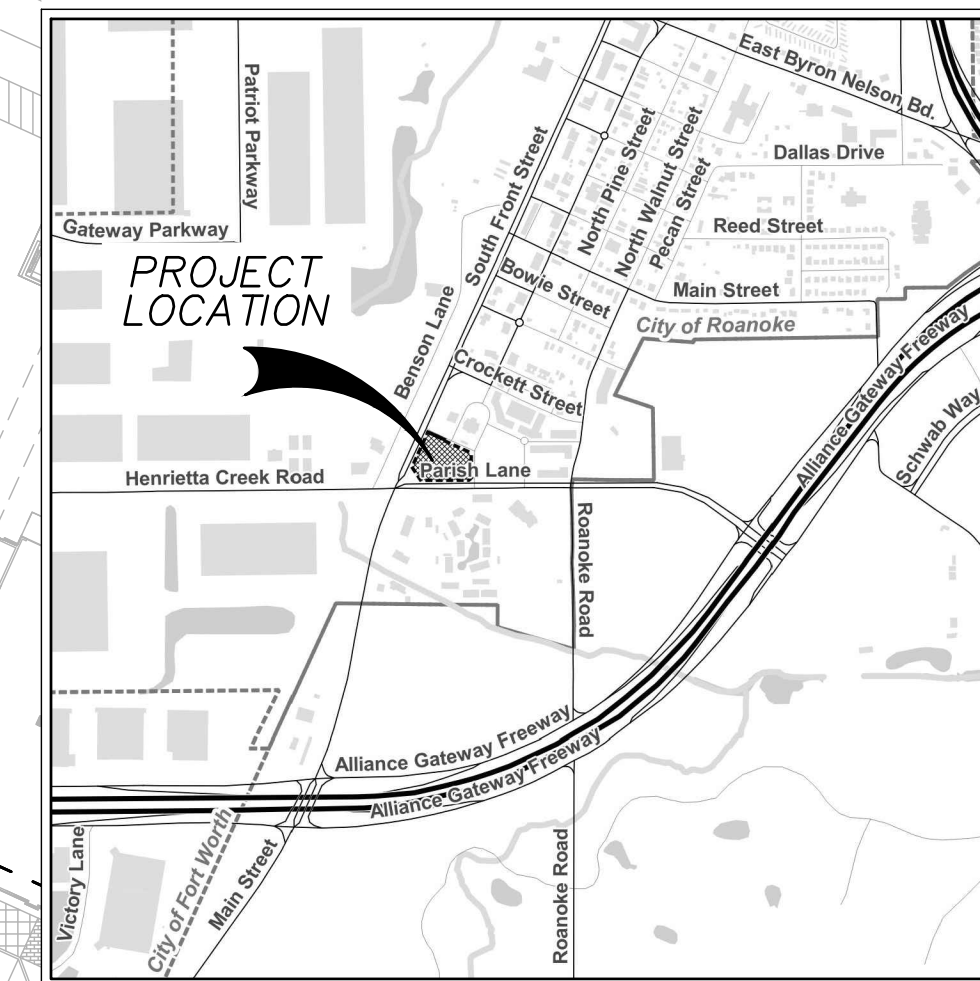 East Byron Nelson Bd.
Patriot Parkway
Dallas Drive
South Front Street
North Pine Street
North Walnut Street
Pecan Street
Gateway Parkway
Reed Street
PROJECT
LOCATION
Bowie Street
Main Street
City of Roanoke
Benson Lane
Alliance Gateway Freeway
Crockett Street
Schwab Way
Parish Lane
Henrietta Creek Road
Roanoke Road
Alliance Gateway Freeway
Alliance Gateway Freeway
Victory Lane
City of Fort Worth
Main Street
Roanoke Road